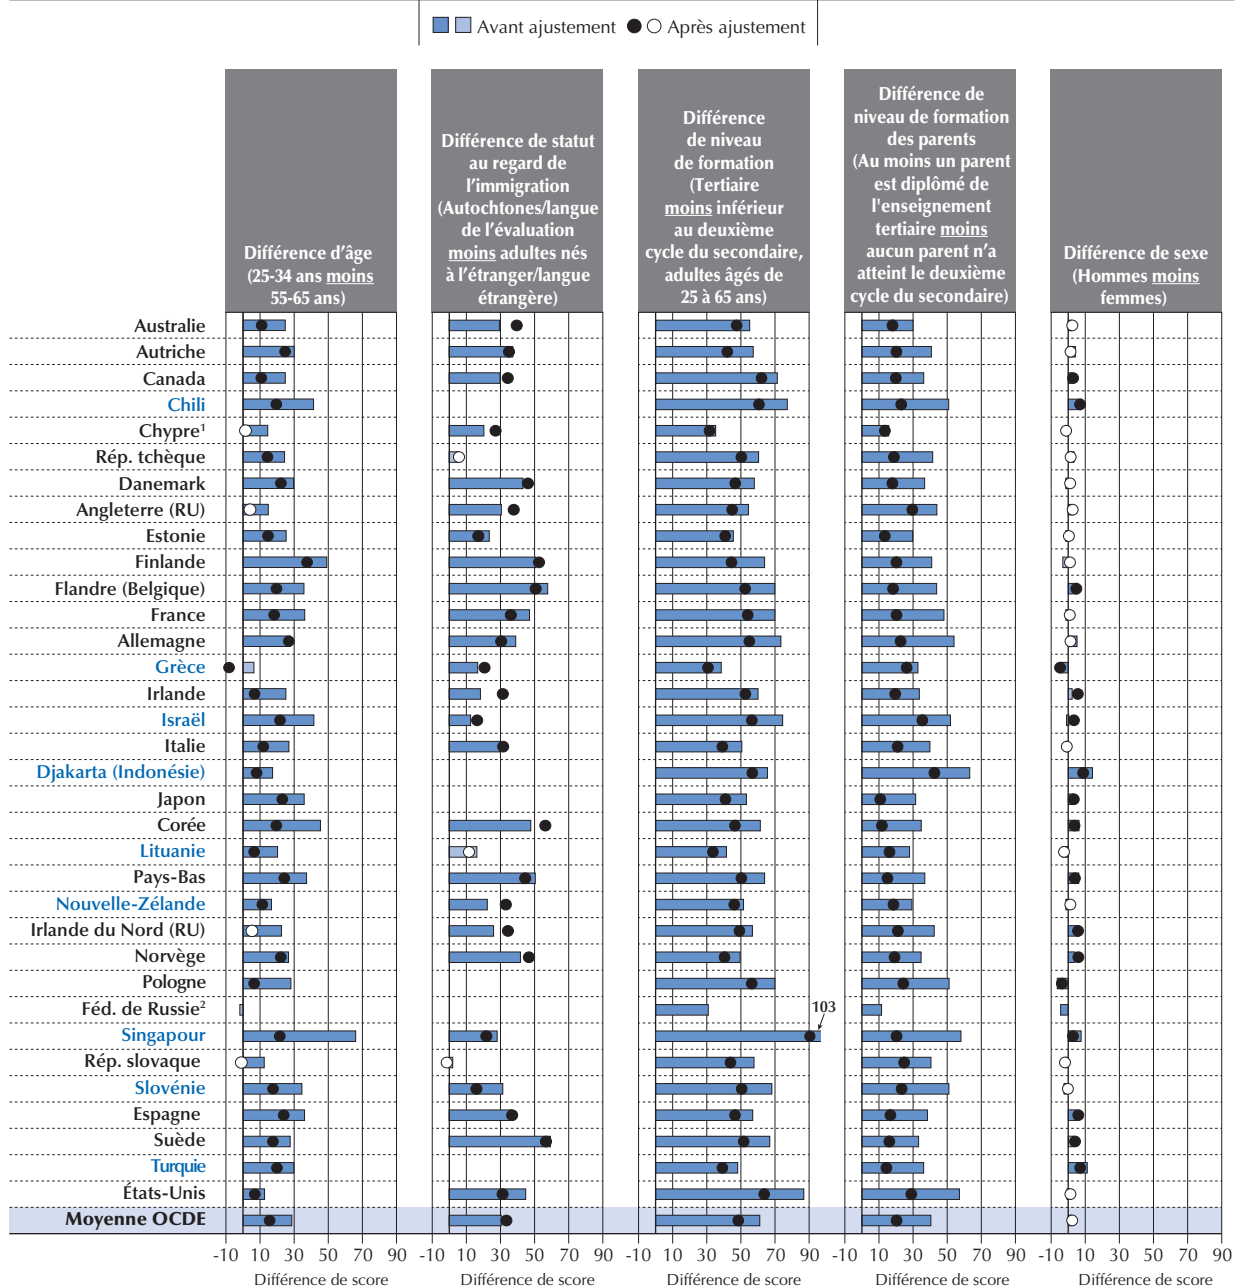 Avant ajustement Après ajustement
Différence d'âge
(25-34 ans moins
55-65 ans)
Différence de statut
au regard de
l'immigration
(Autochtones/langue
de l'évaluation
moins adultes nés
à l'étranger/langue
étrangère)
Différence
de niveau
de formation
(Tertiaire
moins inférieur
au deuxième
cycle du secondaire,
adultes âgés de
25 à 65 ans)
Différence de
niveau de formation
des parents
(Au moins un parent
est diplômé de
l'enseignement
tertiaire moins
aucun parent n'a
atteint le deuxième
cycle du secondaire)
Différence de sexe
(Hommes moins
femmes)
Australie
Autriche
Canada
Chili
Chypre¹
Rép. tchèque
Danemark
Angleterre (RU)
Estonie
Finlande
Flandre (Belgique)
France
Allemagne
Grèce
Irlande
Israël
Italie
Djakarta (Indonésie)
Japon
Corée
Lituanie
Pays-Bas
Nouvelle-Zélande
Irlande du Nord (RU)
Norvège
Pologne
Féd. de Russie²
103
Singapour
Rép. slovaque
Slovénie
Espagne
Suède
Turquie
États-Unis
Moyenne OCDE
-10 10 30 50 70 90 -10 10 30 50 70 90 -10 10 30 50 70 90 -10 10 30 50 70 90 -10 10 30 50 70 90
Différence de score Différence de score Différence de score Différence de score Différence de score